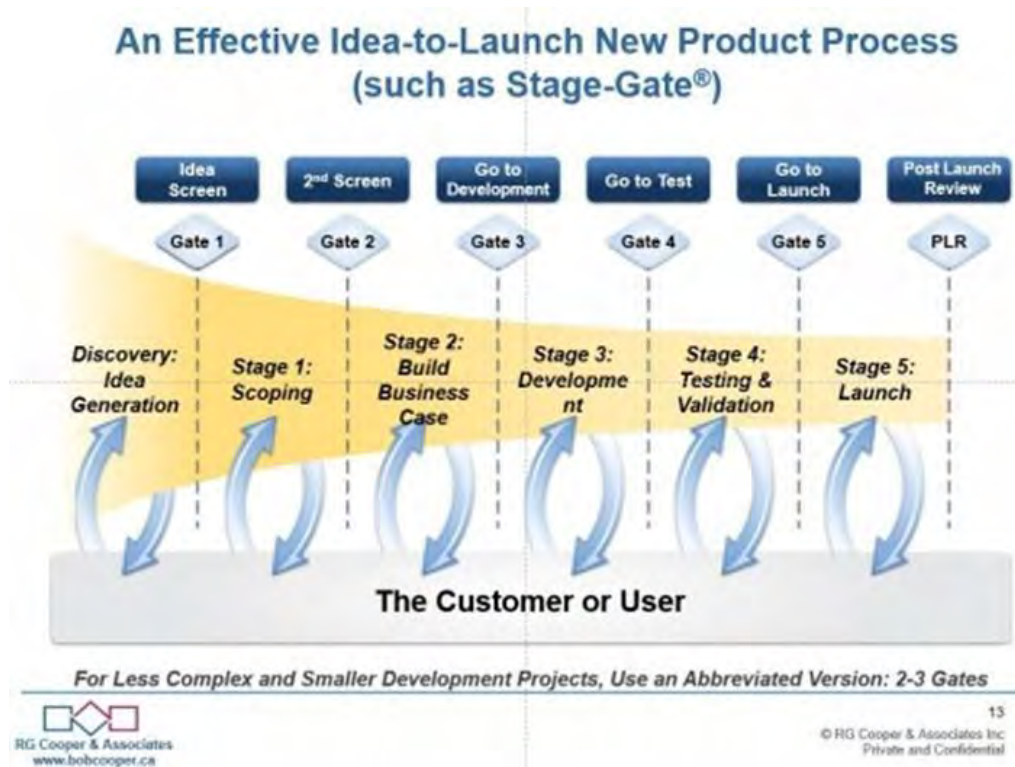 An Effective Idea-to-Launch New Product Process
(such as Stage-Gate®)
Idea
Screen
2nd Screen
Go to
Development
Go to Test
Go to
Launch
Post Launch
Review
Gate 1
Gate 2
Gate 3
Gate 4
Gate 5
PLR
Discovery:
Idea
Generation
Stage 1:
Scoping
Stage 2:
Build
Business
Case
Stage 3:
Developme
nt
Stage 4:
Testing &
Validation
Stage 5:
Launch
The Customer or User
For Less Complex and Smaller Development Projects, Use an Abbreviated Version: 2-3 Gates
RG Cooper & Associates
www.bobcooper.ca
13
© RG Cooper & Associates Inc
Private and Confidential